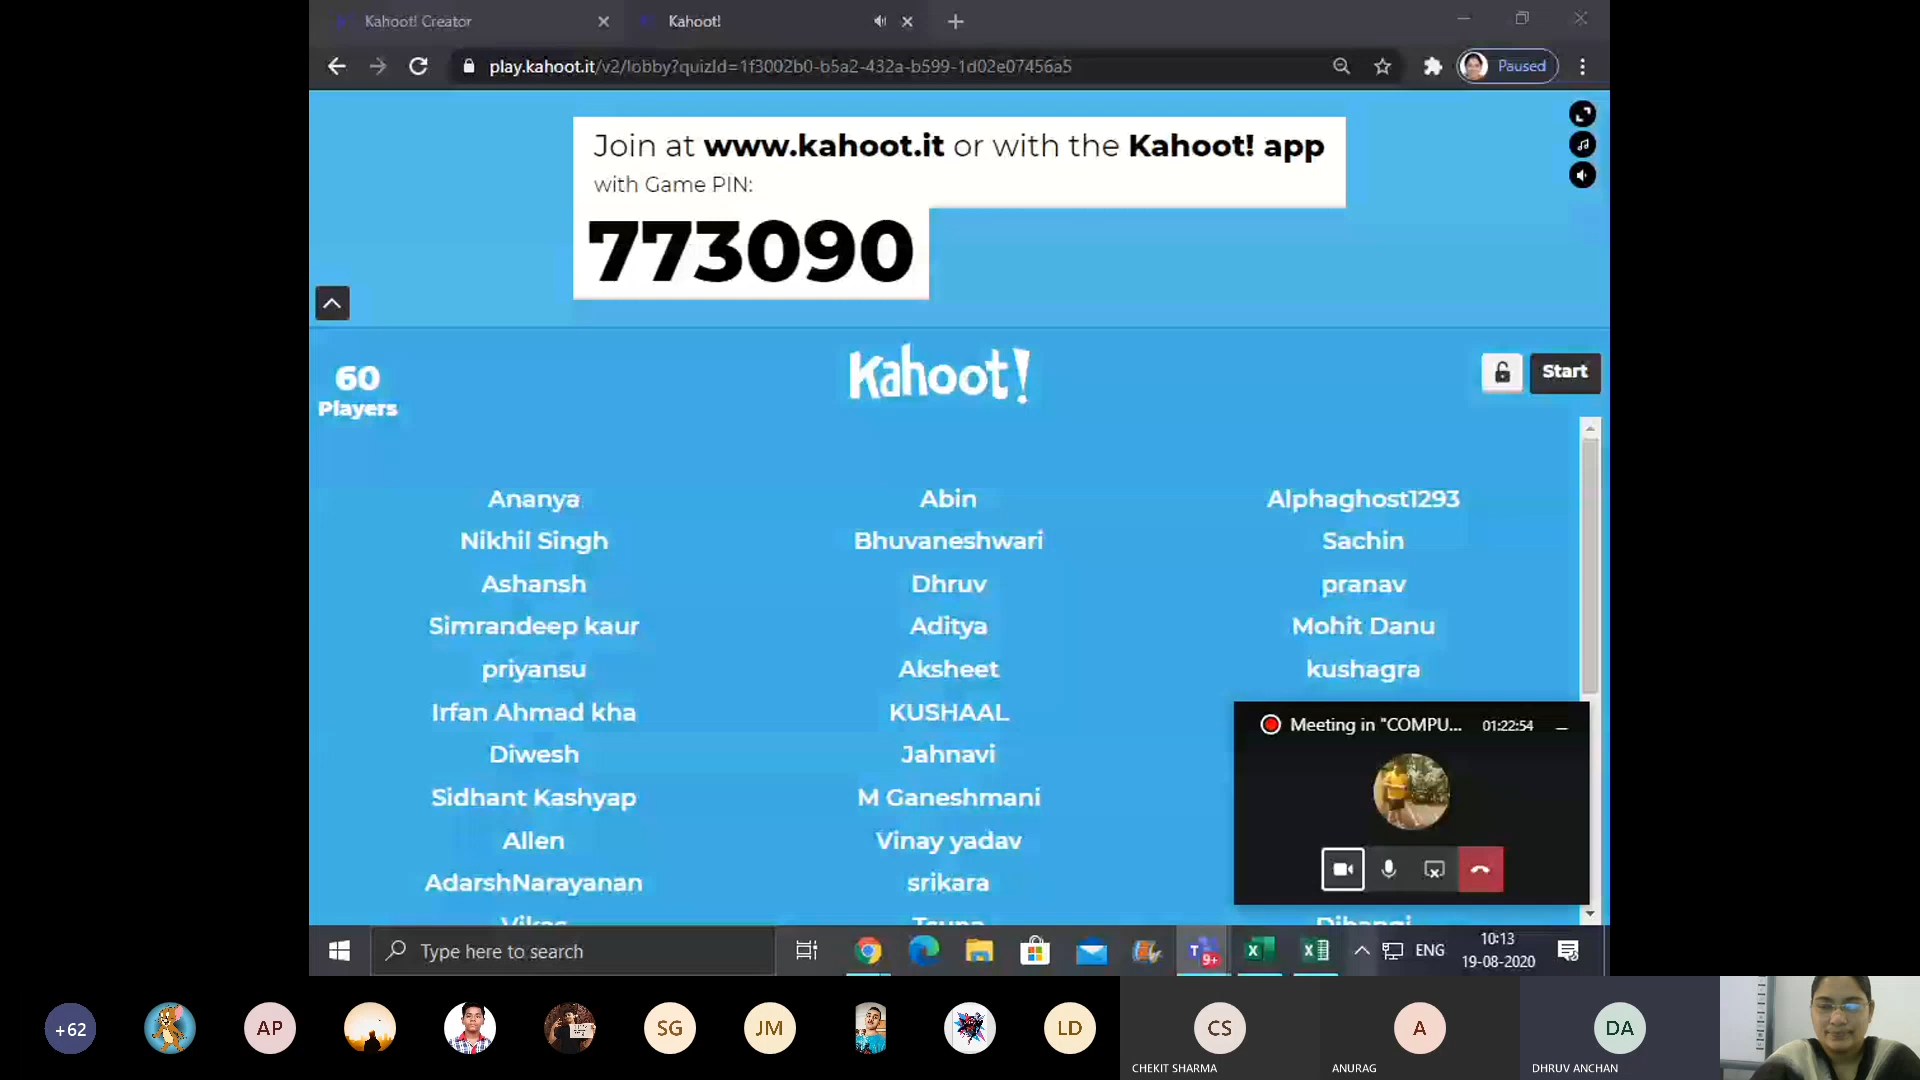 Kahoot! Creator
Kahoot!
play.kahoot.it/v2/lobby?quizId=1f3002b0-b5a2-432a-b599-1d02e07456a5
Paused
Join at www.kahoot.it or with the Kahoot! app
with Game PIN:
773090
60
Players
Kahoot!
Start
Ananya Abin Alphaghost1293
Nikhil Singh Bhuvaneshwari Sachin
Ashansh Dhruv pranav
Simrandeep kaur Aditya Mohit Danu
priyansu Aksheet kushagra
Irfan Ahmad kha KUSHAAL
Diwesh Jahnavi
Sidhant Kashyap M Ganeshmani
Allen Vinay yadav
AdarshNarayanan srikara
Meeting in "COMPU... 01:22:54
Type here to search
9+
ENG
10:13
19-08-2020
+62 AP SG JM LD CS A DA
CHEKIT SHARMA ANURAG DHRUV ANCHAN